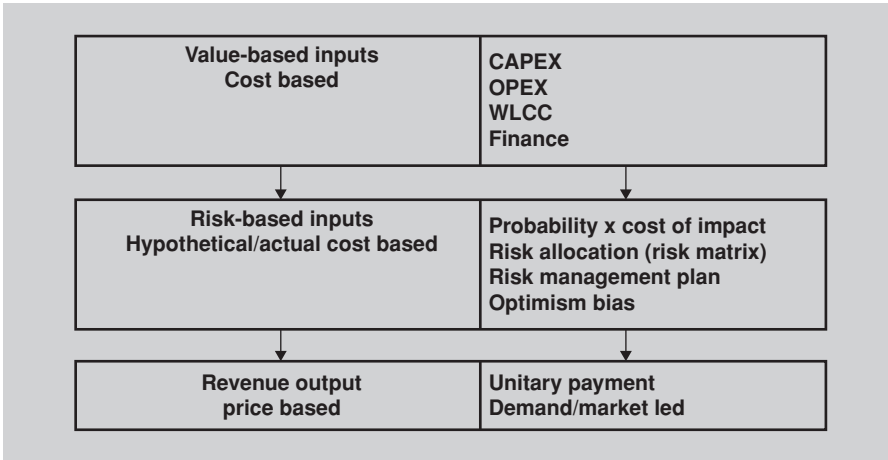 Value-based inputs
Cost based
CAPEX
OPEX
WLCC
Finance
Risk-based inputs
Hypothetical/actual cost based
Probability x cost of impact
Risk allocation (risk matrix)
Risk management plan
Optimism bias
Revenue output
price based
Unitary payment
Demand/market led